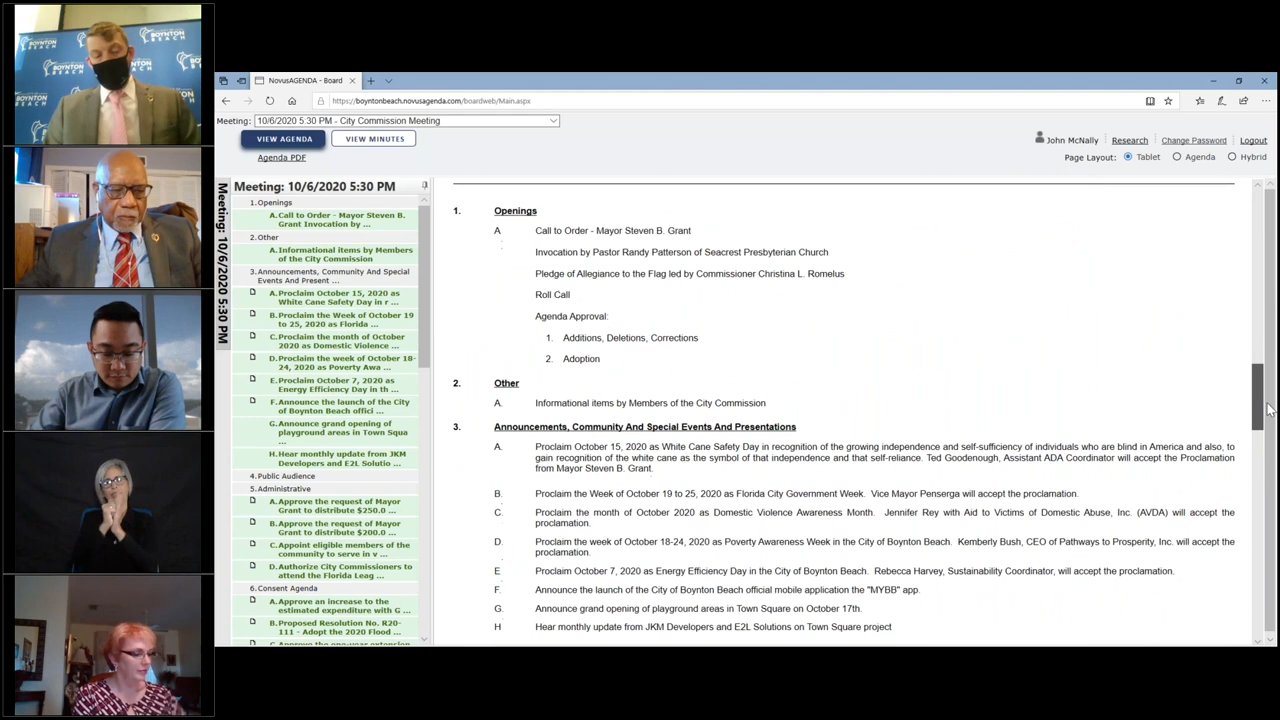 BOYNTON
BEACH
NovusAGENDA - Board
https://boyntonbeach.novusagenda.com/boardweb/Main.aspx
Meeting: 10/6/2020 5:30 PM - City Commission Meeting
VIEW AGENDA
VIEW MINUTES
Agenda PDF
John McNally
Research
Change Password
Logout
Page Layout: Tablet Agenda Hybrid
Meeting: 10/6/2020 5:30 PM
Meeting: 10/6/2020 5:30 PM
1.Openings
A.Call to Order - Mayor Steven B.
Grant Invocation by ...
2.Other
A.Informational items by Members
of the City Commission
3.Announcements, Community And Special
Events And Present ...
A.Proclaim October 15, 2020 as
White Cane Safety Day in r ...
B.Proclaim the Week of October 19
to 25, 2020 as Florida ...
C.Proclaim the month of October
2020 as Domestic Violence ...
D.Proclaim the week of October 18-
24, 2020 as Poverty Awa ...
E.Proclaim October 7, 2020 as
Energy Efficiency Day in th ...
F.Announce the launch of the City
of Boynton Beach offici ...
G.Announce grand opening of
playground areas in Town Squa
...
H.Hear monthly update from JKM
Developers and E2L Solutio ...
4.Public Audience
5.Administrative
A.Approve the request of Mayor
Grant to distribute $250.0 ...
B.Approve the request of Mayor
Grant to distribute $200.0 ...
C.Appoint eligible members of the
community to serve in v ...
D.Authorize City Commissioners to
attend the Florida Leag ...
6.Consent Agenda
A.Approve an increase to the
estimated expenditure with G ...
B.Proposed Resolution No. R20-
111 - Adopt the 2020 Flood ...
C.Approve the one-year extension
1. Openings
A. Call to Order - Mayor Steven B. Grant
Invocation by Pastor Randy Patterson of Seacrest Presbyterian Church
Pledge of Allegiance to the Flag led by Commissioner Christina L. Romelus
Roll Call
Agenda Approval:
1. Additions, Deletions, Corrections
2. Adoption
2. Other
A. Informational items by Members of the City Commission
3. Announcements, Community And Special Events And Presentations
A. Proclaim October 15, 2020 as White Cane Safety Day in recognition of the growing independence and self-sufficiency of individuals who are blind in America and also, to
gain recognition of the white cane as the symbol of that independence and that self-reliance. Ted Goodenough, Assistant ADA Coordinator will accept the Proclamation
from Mayor Steven B. Grant.
B. Proclaim the Week of October 19 to 25, 2020 as Florida City Government Week. Vice Mayor Penserga will accept the proclamation.
C. Proclaim the month of October 2020 as Domestic Violence Awareness Month. Jennifer Rey with Aid to Victims of Domestic Abuse, Inc. (AVDA) will accept the
proclamation.
D. Proclaim the week of October 18-24, 2020 as Poverty Awareness Week in the City of Boynton Beach. Kemberly Bush, CEO of Pathways to Prosperity, Inc. will accept the
proclamation.
E Proclaim October 7, 2020 as Energy Efficiency Day in the City of Boynton Beach. Rebecca Harvey, Sustainability Coordinator, will accept the proclamation.
F. Announce the launch of the City of Boynton Beach official mobile application the "MYBB" app.
G. Announce grand opening of playground areas in Town Square on October 17th.
H Hear monthly update from JKM Developers and E2L Solutions on Town Square project